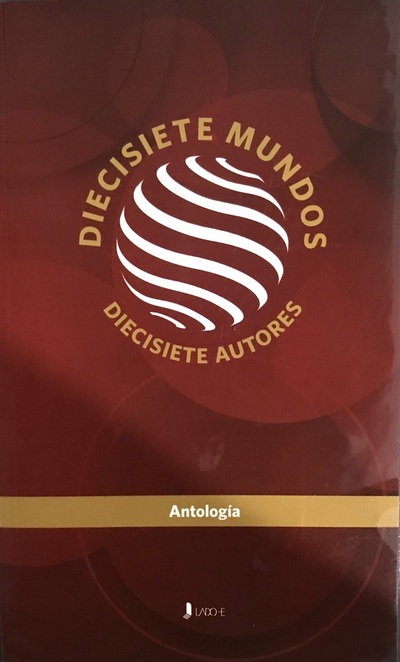 DIECISIETE MUNDOS
DIECISIETE AUTORES
Antología
LADO-E